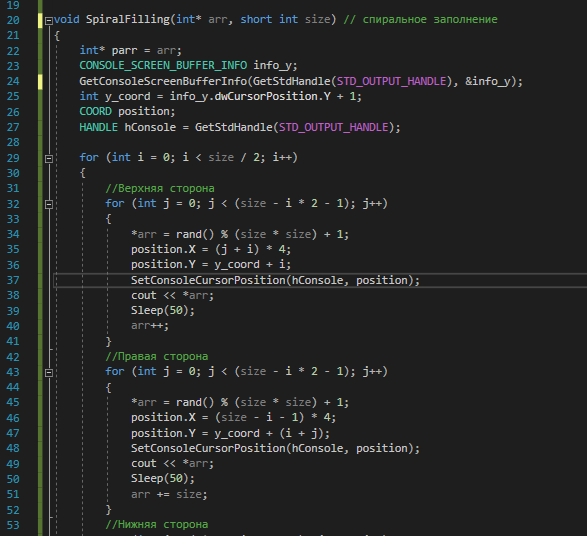 19
20 void SpiralFilling(int* arr, short int size) // спиральное заполнение
21 {
22 int* parr = arr;
23 CONSOLE_SCREEN_BUFFER_INFO info_y;
24 GetConsoleScreenBufferInfo(GetStdHandle(STD_OUTPUT_HANDLE), &info_y);
25 int y_coord = info_y.dwCursorPosition.Y + 1;
26 COORD position;
27 HANDLE hConsole = GetStdHandle(STD_OUTPUT_HANDLE);
28
29 for (int i = 0; i < size / 2; i++)
30 {
31 //Верхняя сторона
32 for (int j = 0; j < (size - i * 2 - 1); j++)
33 {
34 *arr = rand() % (size * size) + 1;
35 position.X = (j + i) * 4;
36 position.Y = y_coord + i;
37 SetConsoleCursorPosition(hConsole, position);
38 cout << *arr;
39 Sleep(50);
40 arr++;
41 }
42 //Правая сторона
43 for (int j = 0; j < (size - i * 2 - 1); j++)
44 {
45 *arr = rand() % (size * size) + 1;
46 position.X = (size - i - 1) * 4;
47 position.Y = y_coord + (i + j);
48 SetConsoleCursorPosition(hConsole, position);
49 cout << *arr;
50 Sleep(50);
51 arr += size;
52 }
53 //Нижняя сторона